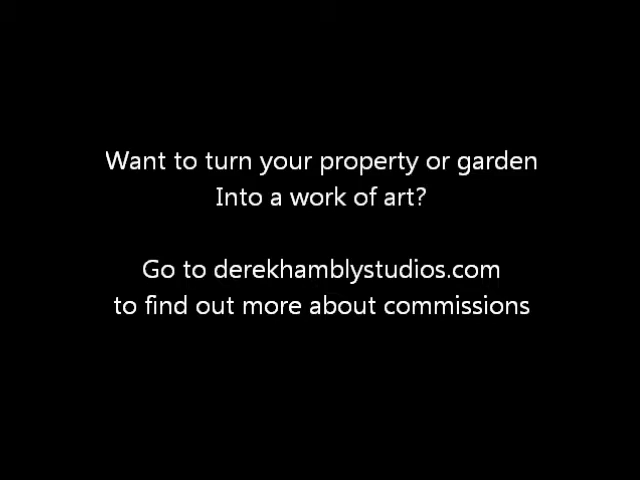 Want to turn your property or garden
Into a work of art?
Go to derekhamblystudios.com
to find out more about commissions